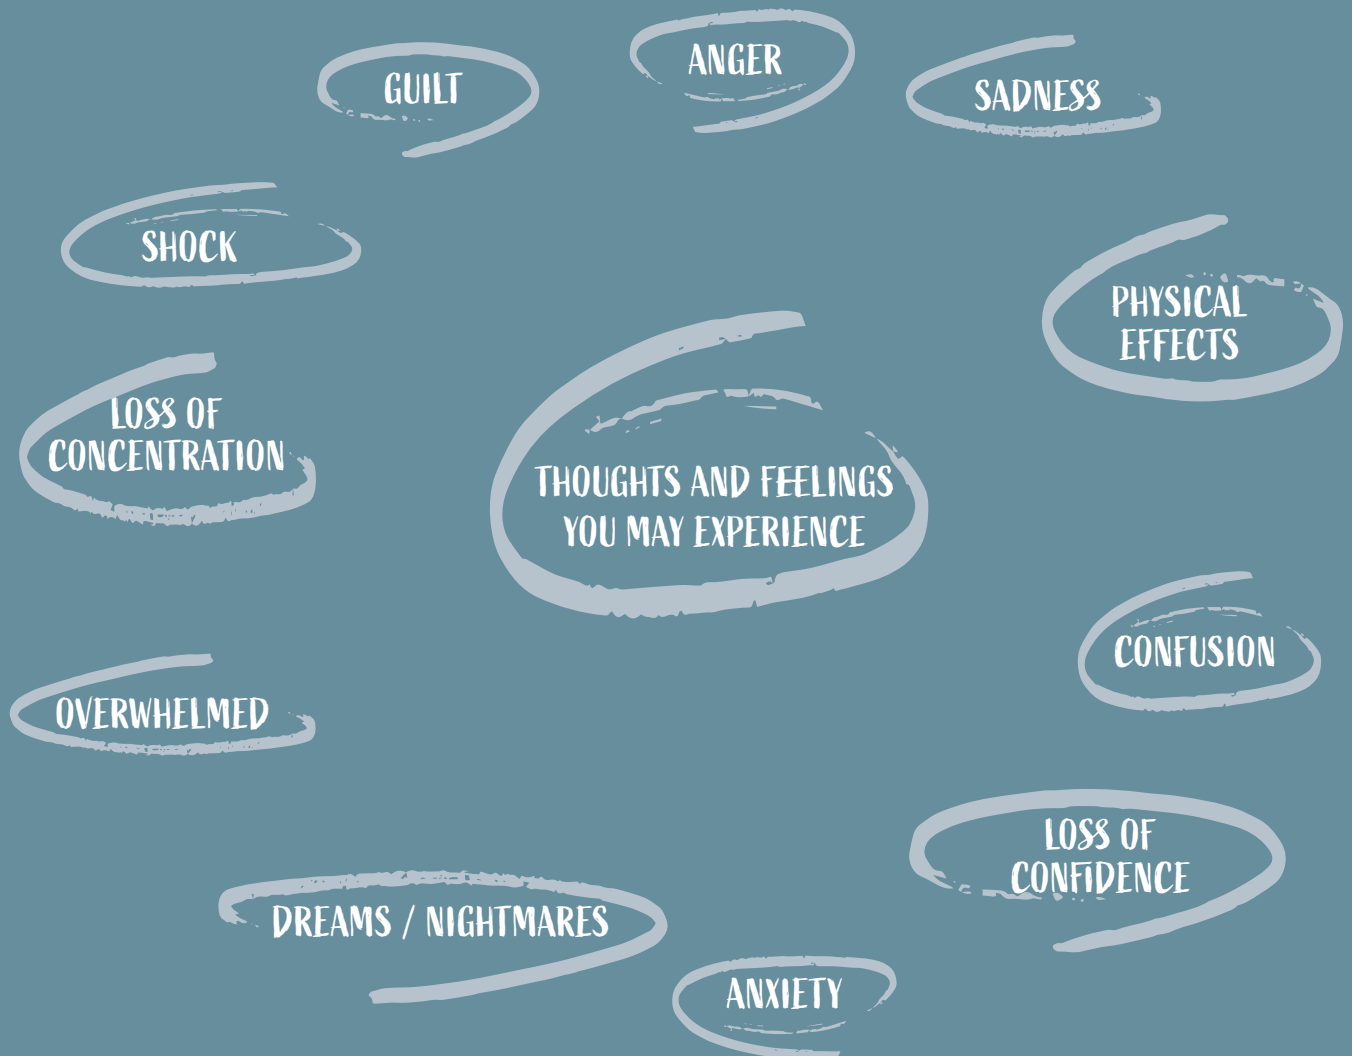 GUILT
ANGER
SADNESS
SHOCK
PHYSICAL
EFFECTS
LOSS OF
CONCENTRATION
THOUGHTS AND FEELINGS
YOU MAY EXPERIENCE
CONFUSION
OVERWHELMED
LOSS OF
CONFIDENCE
DREAMS / NIGHTMARES
ANXIETY